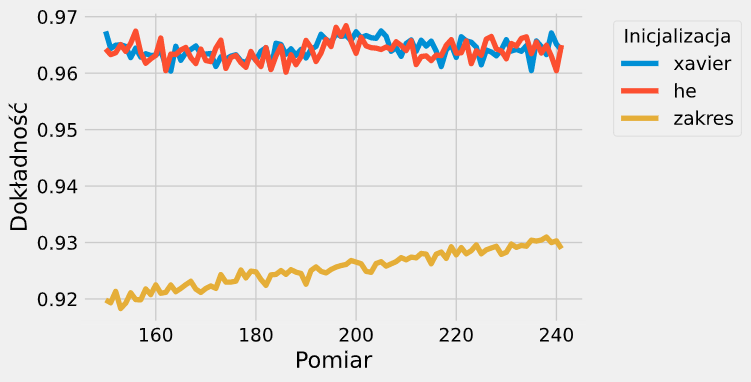 0.97
0.96
0.95
0.94
0.93
0.92
Dokładność
160 180 200 220 240
Pomiar
Inicjalizacja
xavier
he
zakres